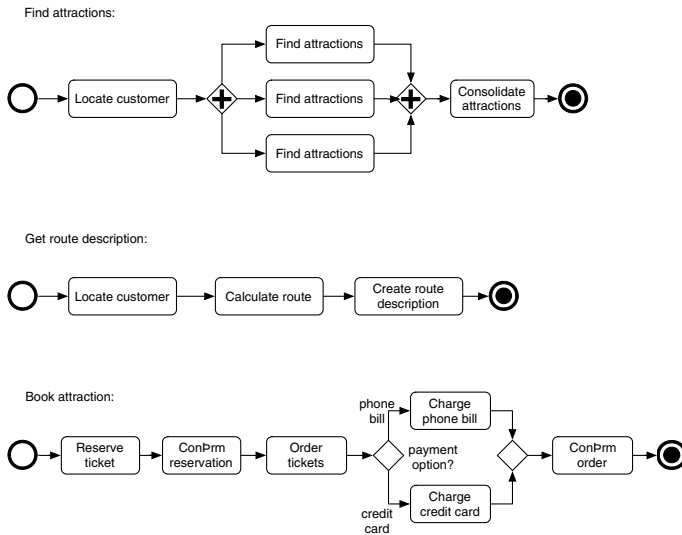 Find attractions:
Find attractions
Locate customer
Find attractions
Consolidate
attractions
Find attractions
Get route description:
Locate customer
Calculate route
Create route
description
Book attraction:
phone
bill
Charge
phone bill
Reserve
ticket
ConÞrm
reservation
Order
tickets
payment
option?
ConÞrm
order
credit
card
Charge
credit card